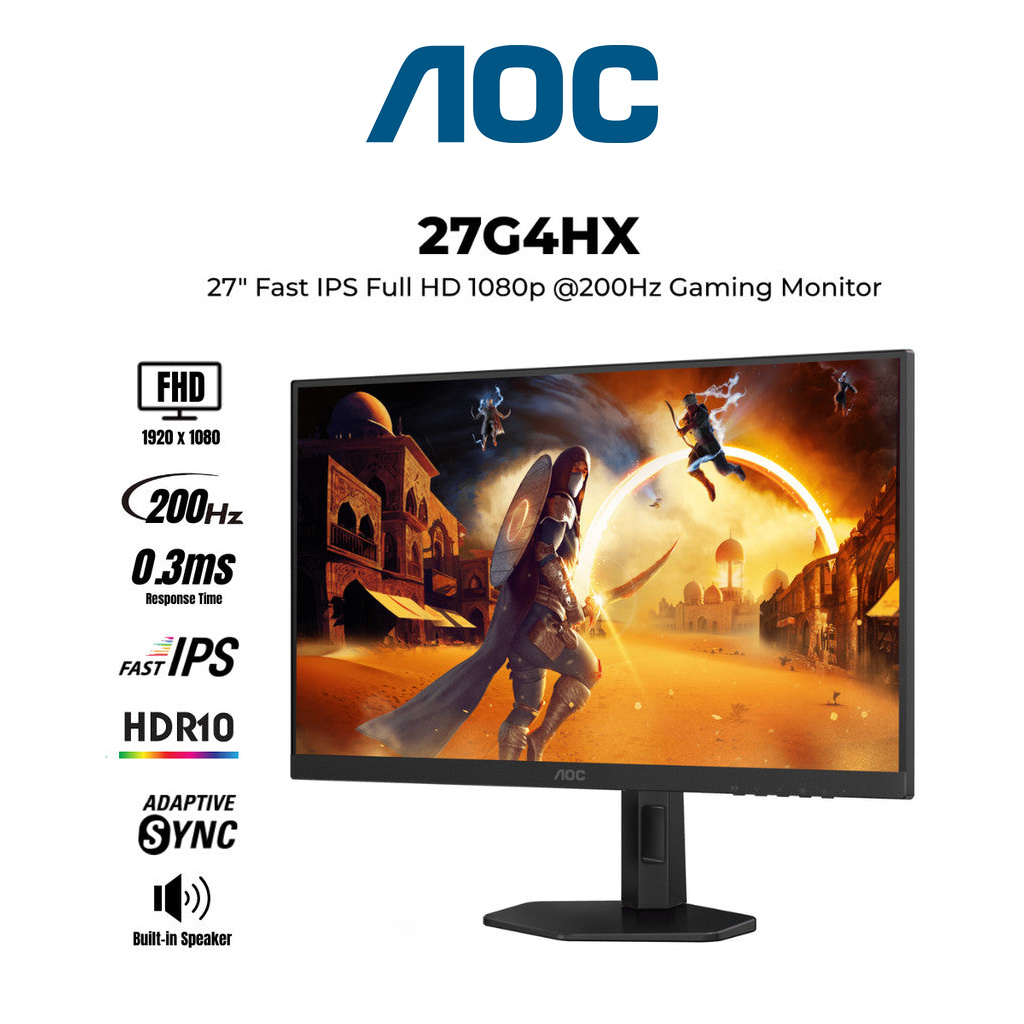 AOC
27G4HX
27" Fast IPS Full HD 1080p @200Hz Gaming Monitor
FHD
1920 x 1080
200Hz
0.3ms
Response Time
FAST IPS
HDR10
ADAPTIVE
SYNC
Built-in Speaker
AOC